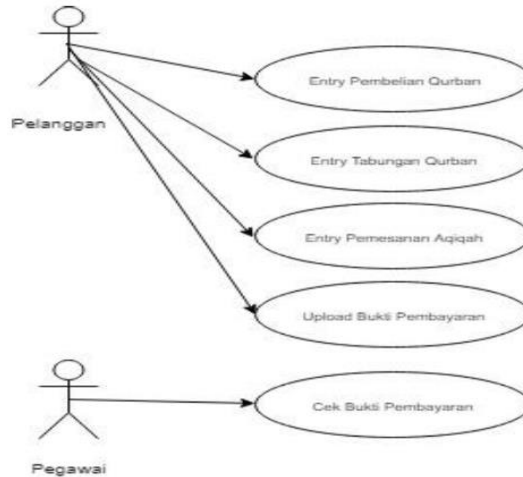 Entry Pembelian Qurban
Pelanggan
Entry Tabungan Qurban
Entry Pemesanan Aqiqah
Upload Bukti Pembayaran
Cek Bukti Pembayaran
Pegawai